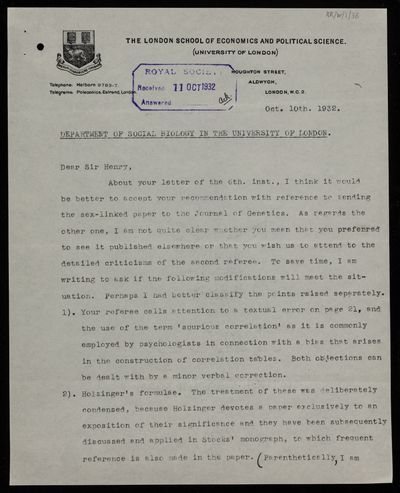 RR/W/1/38
THE LONDON SCHOOL OF ECONOMICS AND POLITICAL SCIENCE.
(UNIVERSITY OF LONDON)
ROYAL SOCIETY
HOUGHTON STREET,
ALDWYCH,
LONDON, W.C. 2.
Telephone: Holborn 9783-7.
Telegrams: Poleconics, Estrand, London.
Received 11 OCT 1932
Answered
Oct. 10th. 1932.
DEPARTMENT OF SOCIAL BIOLOGY IN THE UNIVERSITY OF LONDON.
Dear Sir Henry,
About your letter of the 6th. inst., I think it would
be better to accept your recommendation with reference to sending
the sex-linked paper to the Journal of Genetics. As regards the
other one, I am not quite clear whether you mean that you preferred
to see it published elsewhere or that you wish us to attend to the
detailed criticisms of the second referee. To save time, I am
writing to ask if the following modifications will meet the sit-
uation. Perhaps I had better classify the points raised separately.
1). Your referee calls attention to a textual error on page 21, and
the use of the term 'spurious correlation' as it is commonly
employed by psychologists in connection with a bias that arises
in the construction of correlation tables. Both objections can
be dealt with by a minor verbal correction.
2). Holzinger's formulae. The treatment of these was deliberately
condensed, because Holzinger devotes a paper exclusively to an
exposition of their significance and they have been subsequently
discussed and applied in Stocks' monograph, to which frequent
reference is also made in the paper. (Parenthetically, I am